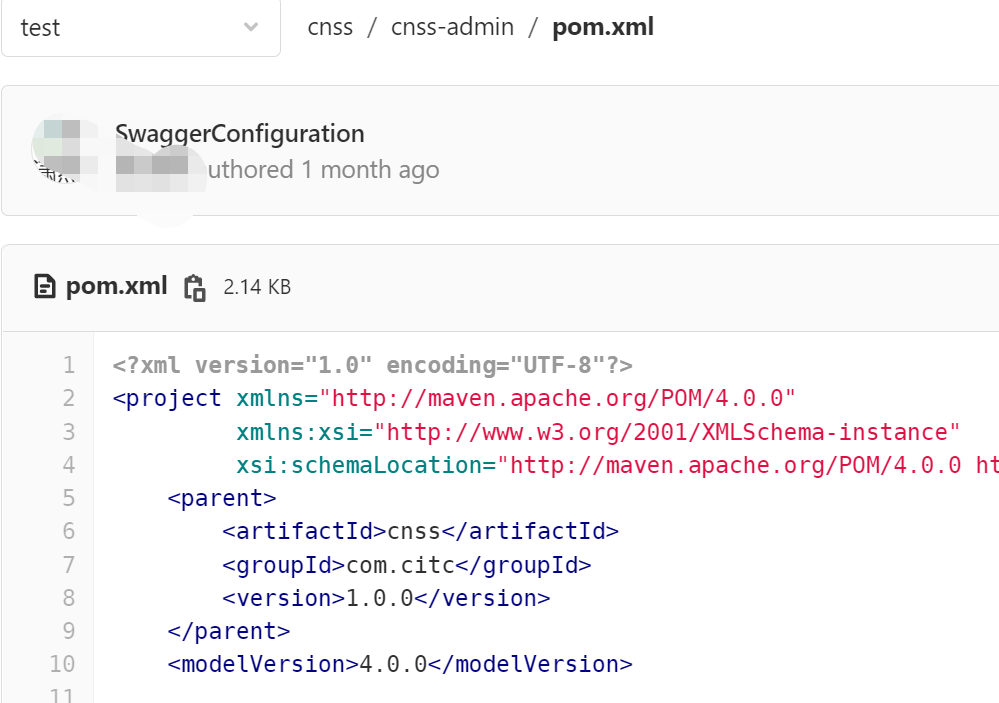 test
cnss / cnss-admin / pom.xml
SwaggerConfiguration
uthored 1 month ago
pom.xml 2.14 KB
1 <?xml version="1.0" encoding="UTF-8"?>
2 <project xmlns="http://maven.apache.org/POM/4.0.0"
3 xmlns:xsi="http://www.w3.org/2001/XMLSchema-instance"
4 xsi:schemaLocation="http://maven.apache.org/POM/4.0.0 ht
5 <parent>
6 <artifactId>cnss</artifactId>
7 <groupId>com.citc</groupId>
8 <version>1.0.0</version>
9 </parent>
10 <modelVersion>4.0.0</modelVersion>
11